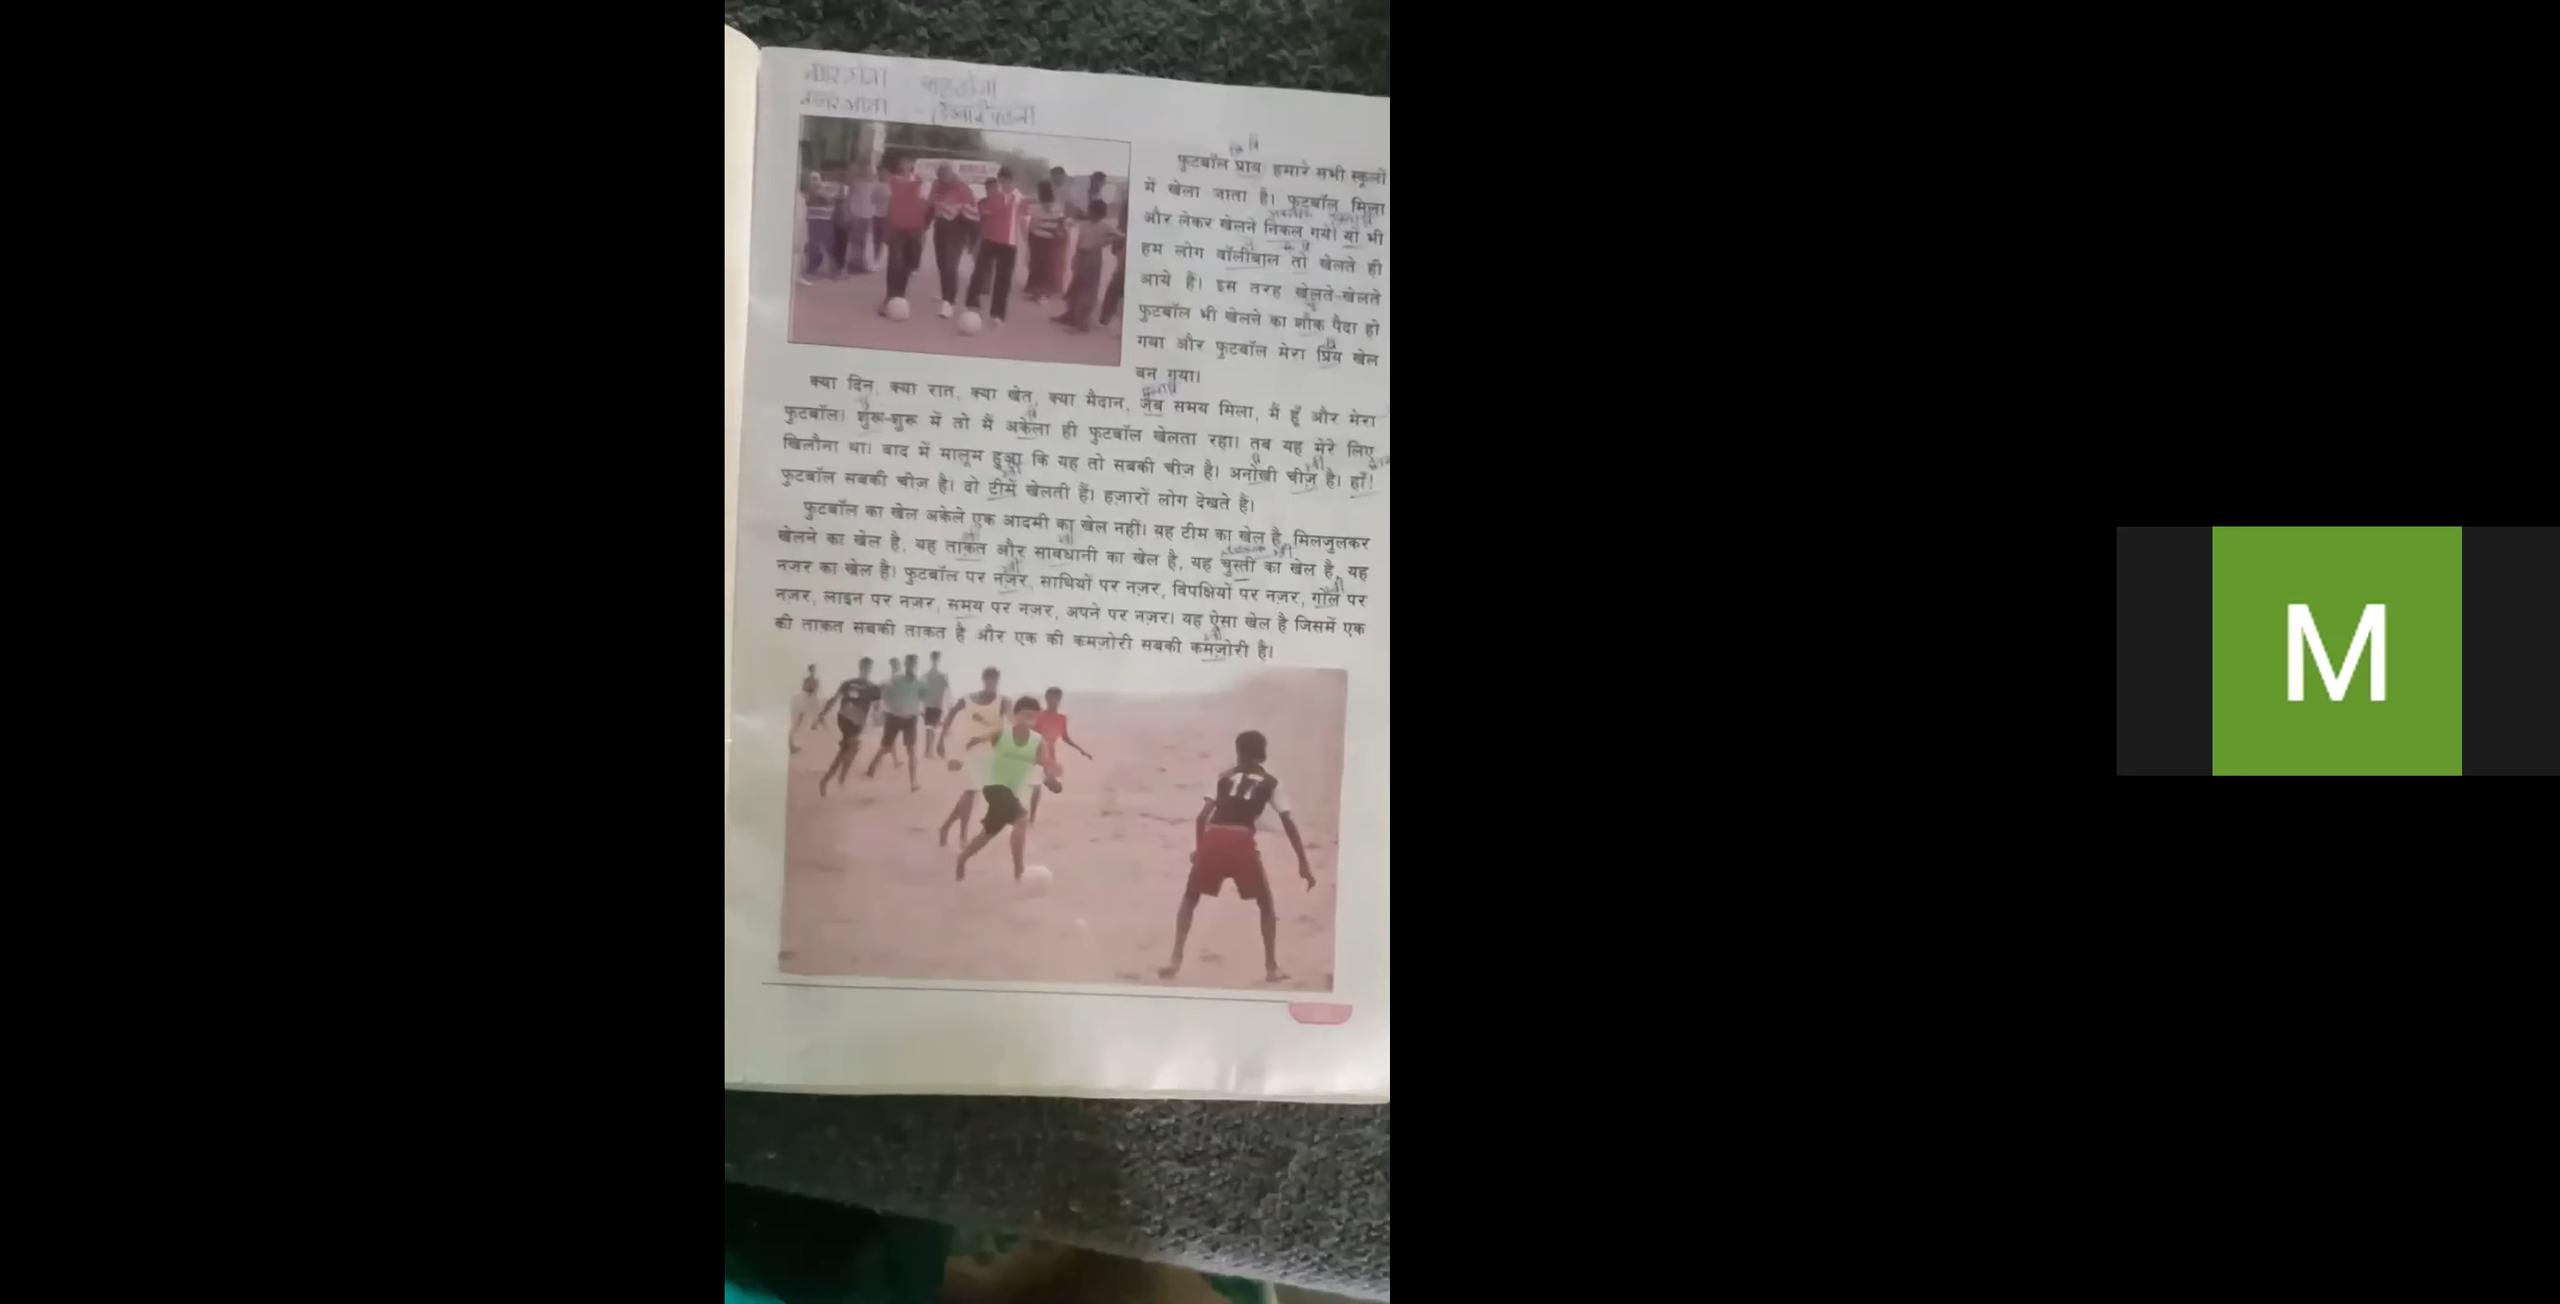 फुटबॉल प्रायः हमारे सभी स्कूलों
में खेला जाता है। फुटबॉल मिला
और लेकर खेलने निकल गये। यों भी
हम लोग वॉलीबाल तो खेलते ही
आये हैं। इस तरह खेलते-खेलते
फुटबॉल भी खेलने का शौक पैदा हो
गया और फुटबॉल मेरा प्रिय खेल
बन गया।
क्या दिन, क्या रात, क्या खेत, क्या मैदान, जब समय मिला, मैं हूँ और मेरा
फुटबॉल। शुरू-शुरू में तो मैं अकेला ही फुटबॉल खेलता रहा। तब यह मेरे लिए
खिलौना था। बाद में मालूम हुआ कि यह तो सबकी चीज है। अनोखी चीज़ है। हाँ!
फुटबॉल सबकी चीज़ है। दो टीमें खेलती हैं। हज़ारों लोग देखते हैं।
फुटबॉल का खेल अकेले एक आदमी का खेल नहीं। यह टीम का खेल है, मिलजुलकर
खेलने का खेल है, यह ताकत और सावधानी का खेल है, यह चुस्ती का खेल है, यह
नजर का खेल है। फुटबॉल पर नज़र, साथियों पर नज़र, विपक्षियों पर नज़र, गोल पर
नज़र, लाइन पर नज़र, समय पर नज़र, अपने पर नज़र। यह ऐसा खेल है जिसमें एक
की ताकत सबकी ताकत है और एक की कमज़ोरी सबकी कमज़ोरी है।
17
M